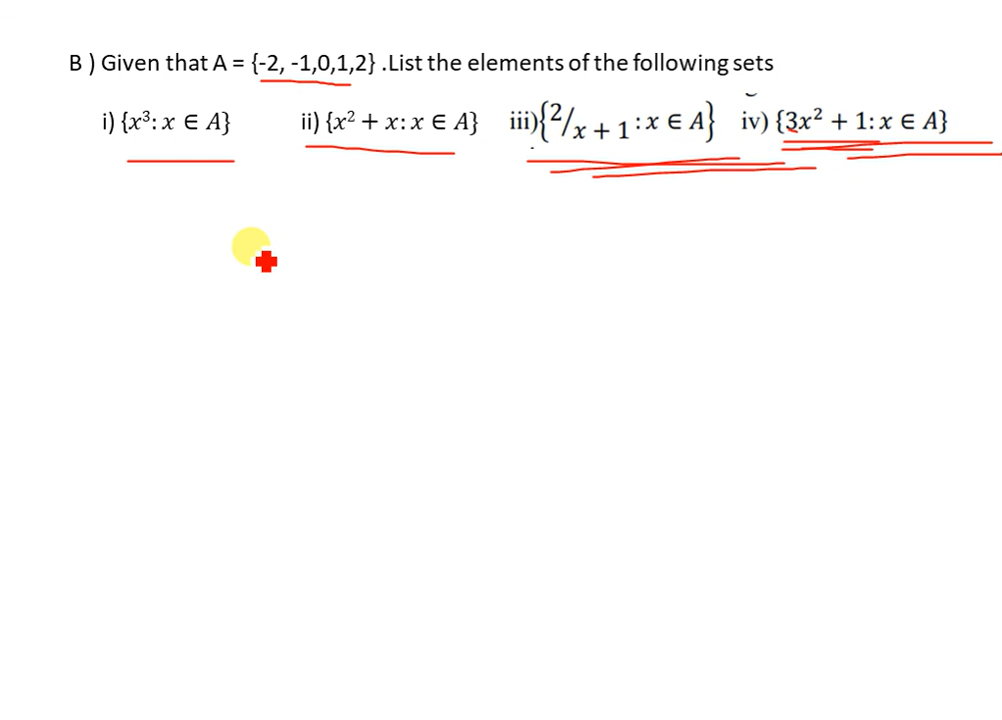 B ) Given that A = {-2, -1,0,1,2} .List the elements of the following sets
i) {x³: x ∈ A} ii) {x² + x: x ∈ A} iii){²/x + 1 : x ∈ A} iv) {3x² + 1: x ∈ A}